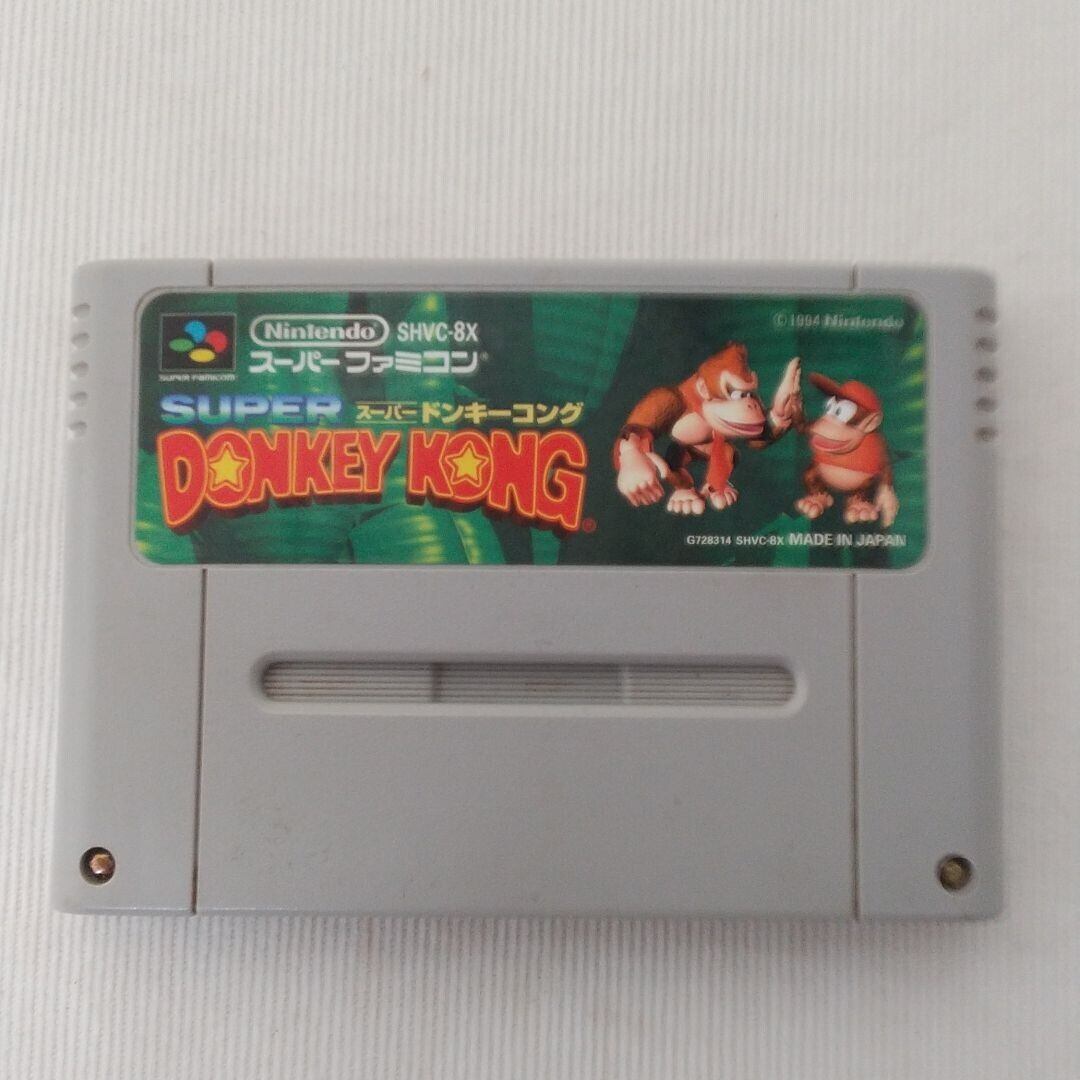 Nintendo SHVC-8X
スーパーファミコン®
SUPER FAMICOM
©1994 Nintendo
SUPER スーパードンキーコング
DONKEY KONG®
G728314 SHVC-8X MADE IN JAPAN